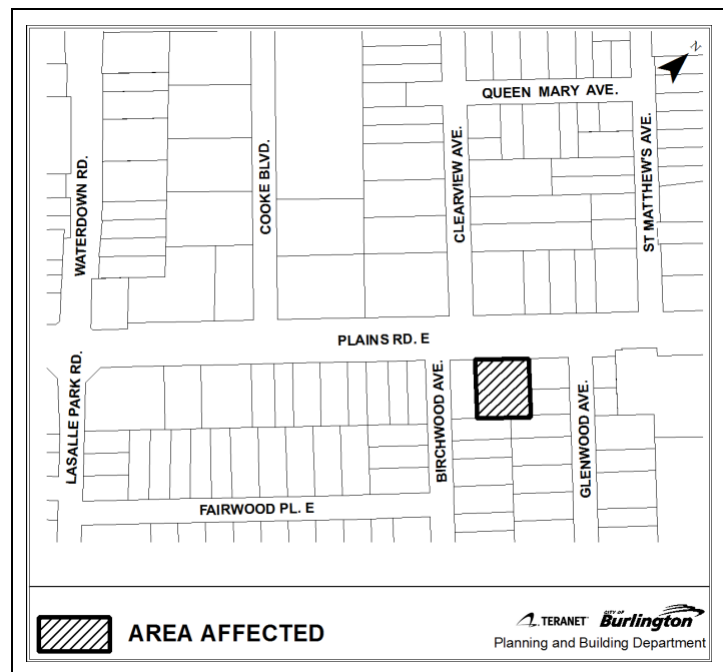 N
QUEEN MARY AVE.
WATERDOWN RD.
COOKE BLVD.
CLEARVIEW AVE.
ST MATTHEW'S AVE.
PLAINS RD. E
LASALLE PARK RD.
BIRCHWOOD AVE.
GLENWOOD AVE.
FAIRWOOD PL. E
AREA AFFECTED
TERANET
CITY OF
Burlington
Planning and Building Department